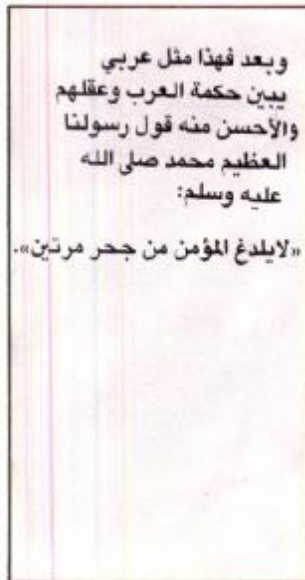 وبعد فهذا مثل عربي
يبين حكمة العرب وعقلهم
والأحسن منه قول رسولنا
العظيم محمد صلى الله
عليه وسلم:
«لايلدغ المؤمن من جحر مرتين».